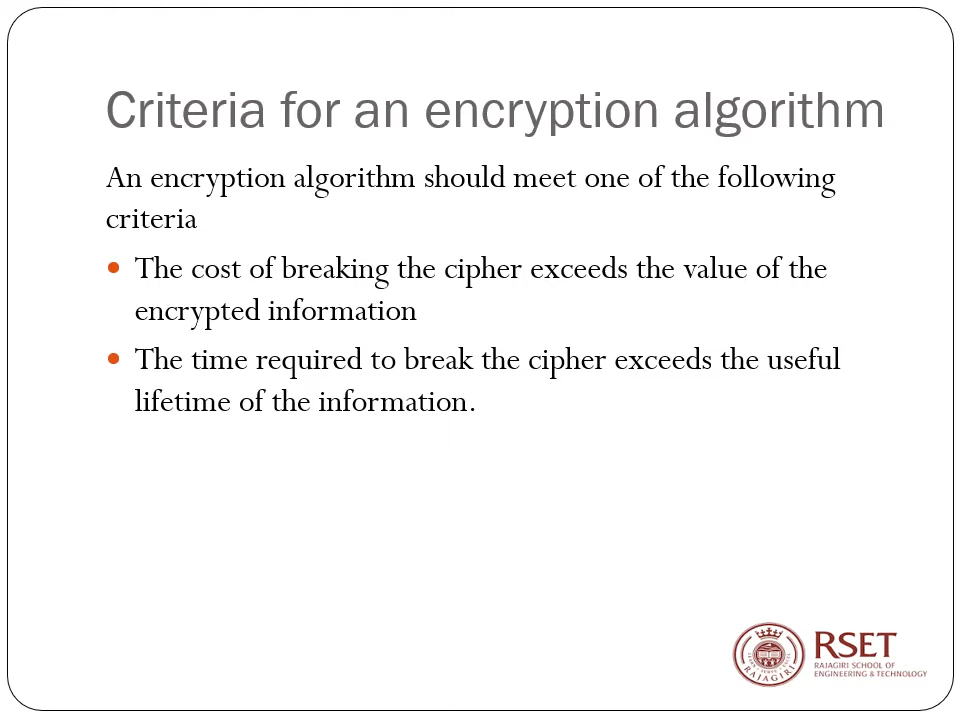 Criteria for an encryption algorithm
An encryption algorithm should meet one of the following
criteria
• The cost of breaking the cipher exceeds the value of the
encrypted information
• The time required to break the cipher exceeds the useful
lifetime of the information.
RSET
RAJAGIRI SCHOOL OF
ENGINEERING & TECHNOLOGY
RAJAGIRI